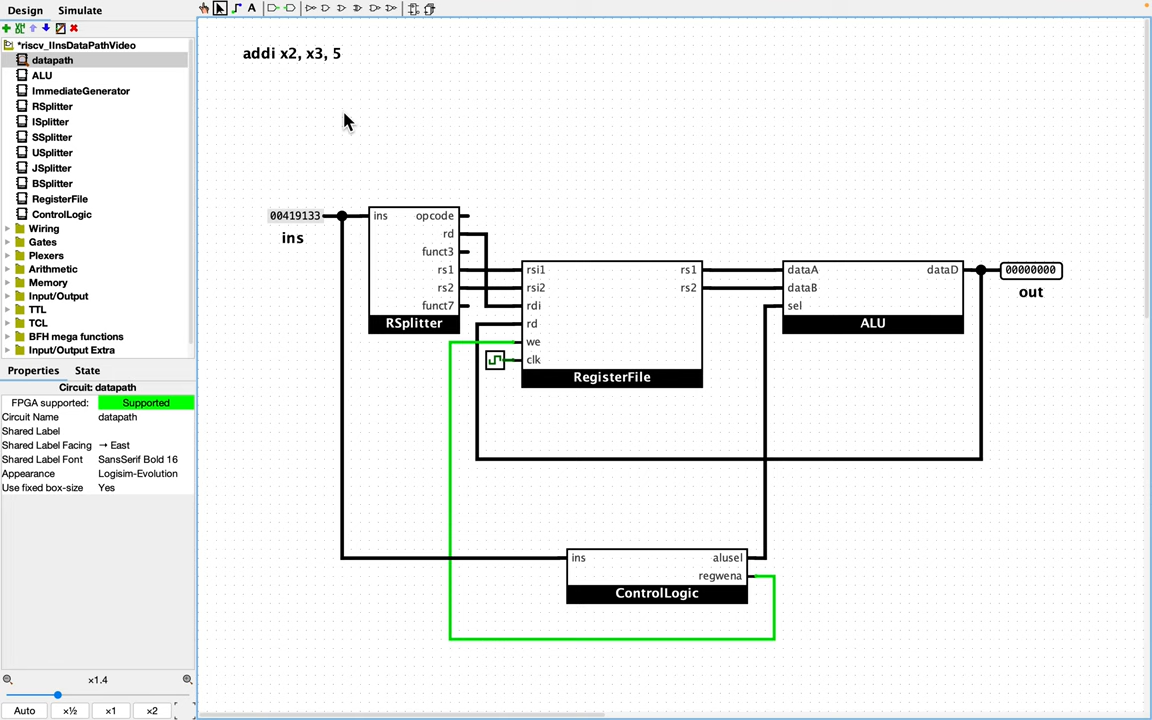 Design Simulate
A
*riscv_IInsDataPathVideo
datapath
ALU
ImmediateGenerator
RSplitter
ISplitter
SSplitter
USplitter
JSplitter
BSplitter
RegisterFile
ControlLogic
Wiring
Gates
Plexers
Arithmetic
Memory
Input/Output
TTL
TCL
BFH mega functions
Input/Output Extra
Properties State
Circuit: datapath
FPGA supported: Supported
Circuit Name datapath
Shared Label
Shared Label Facing → East
Shared Label Font SansSerif Bold 16
Appearance Logisim-Evolution
Use fixed box-size Yes
×1.4
Auto ×½ ×1 ×2
addi x2, x3, 5
00419133
ins
ins opcode
rd
funct3
rs1
rs2
funct7
RSplitter
rsi1 rs1
rsi2 rs2
rdi
rd
we
clk
RegisterFile
dataA dataD
dataB
sel
ALU
00000000
out
ins alusel
regwena
ControlLogic